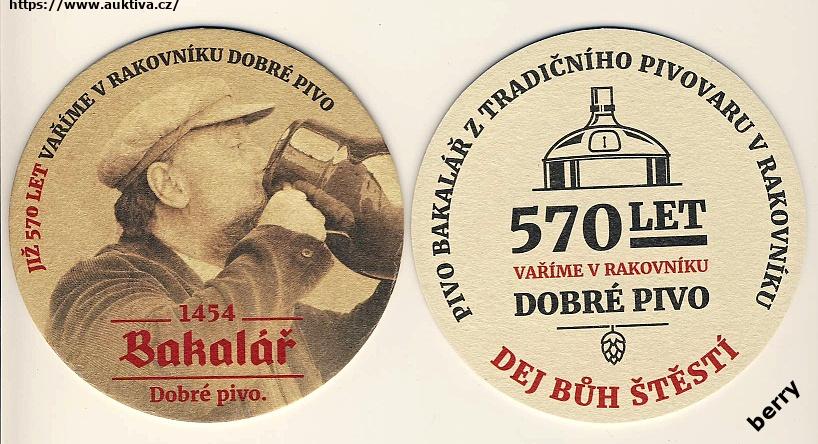 https://www.auktiva.cz/
JIŽ 570 LET VAŘÍME V RAKOVNÍKU DOBRÉ PIVO
1454
Bakalář
Dobré pivo.
PIVO BAKALÁŘ Z TRADIČNÍHO PIVOVARU V RAKOVNÍKU
570 LET
VAŘÍME V RAKOVNÍKU
DOBRÉ PIVO
DEJ BŮH ŠTĚSTÍ
berry